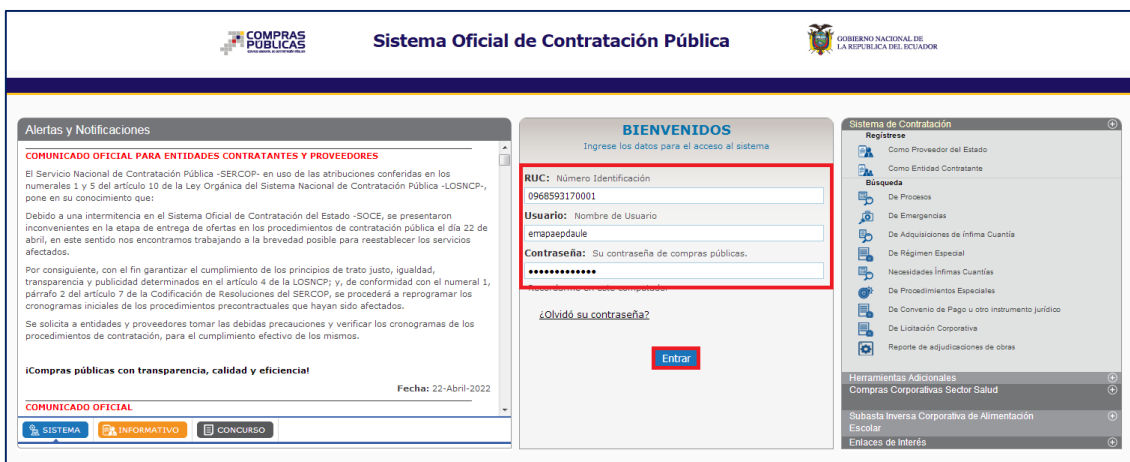 COMPRAS
PÚBLICAS
Sistema Oficial de Contratación Pública
GOBIERNO NACIONAL DE
LA REPUBLICA DEL ECUADOR
Alertas y Notificaciones
COMUNICADO OFICIAL PARA ENTIDADES CONTRATANTES Y PROVEEDORES
El Servicio Nacional de Contratación Pública -SERCOP- en uso de las atribuciones conferidas en los
numerales 1 y 5 del artículo 10 de la Ley Orgánica del Sistema Nacional de Contratación Pública -LOSNCP-,
pone en su conocimiento que:
Debido a una intermitencia en el Sistema Oficial de Contratación del Estado -SOCE, se presentaron
inconvenientes en la etapa de entrega de ofertas en los procedimientos de contratación pública el día 22 de
abril, en este sentido nos encontramos trabajando a la brevedad posible para reestablecer los servicios
afectados.
Por consiguiente, con el fin garantizar el cumplimiento de los principios de trato justo, igualdad,
transparencia y publicidad determinados en el artículo 4 de la LOSNCP; y, de conformidad con el numeral 1,
párrafo 2 del artículo 7 de la Codificación de Resoluciones del SERCOP, se procederá a reprogramar los
cronogramas iniciales de los procedimientos precontractuales que hayan sido afectados.
Se solicita a entidades y proveedores tomar las debidas precauciones y verificar los cronogramas de los
procedimientos de contratación, para el cumplimiento efectivo de los mismos.
¡Compras públicas con transparencia, calidad y eficiencia!
Fecha: 22-Abril-2022
COMUNICADO OFICIAL
SISTEMA
INFORMATIVO
CONCURSO
BIENVENIDOS
Ingrese los datos para el acceso al sistema
RUC: Número Identificación
0968593170001
Usuario: Nombre de Usuario
emapaepdaule
Contraseña: Su contraseña de compras públicas.
•••••••••••••
¿Olvidó su contraseña?
Entrar
Sistema de Contratación
Regístrese
Como Proveedor del Estado
Como Entidad Contratante
Búsqueda
De Procesos
De Emergencias
De Adquisiciones de ínfima Cuantía
De Régimen Especial
Necesidades Ínfimas Cuantías
De Procedimientos Especiales
De Convenio de Pago u otro instrumento jurídico
De Licitación Corporativa
Reporte de adjudicaciones de obras
Herramientas Adicionales
Compras Corporativas Sector Salud
Subasta Inversa Corporativa de Alimentación
Escolar
Enlaces de Interés